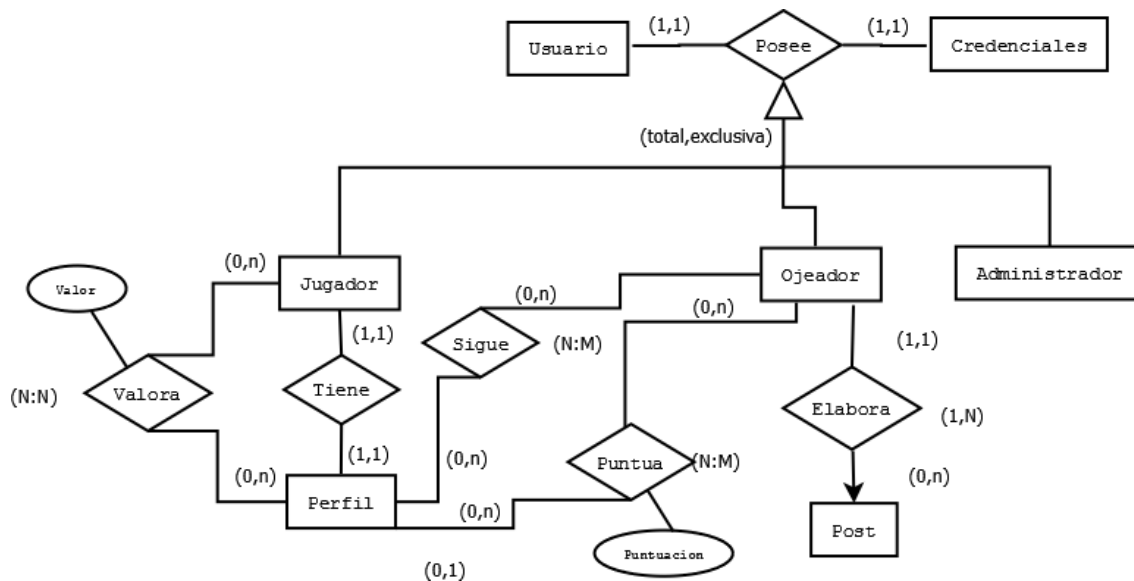 (1,1)
(1,1)
Usuario
Posee
Credenciales
(total,exclusiva)
(0,n)
Jugador
Ojeador
Administrador
Valor
(0,n)
(0,n)
(1,1)
Sigue
(N:M)
(1,1)
Valora
(N:N)
Tiene
Elabora
(1,N)
(1,1)
(0,n)
Puntua
(N:M)
(0,n)
(0,n)
Perfil
(0,n)
Post
Puntuacion
(0,1)